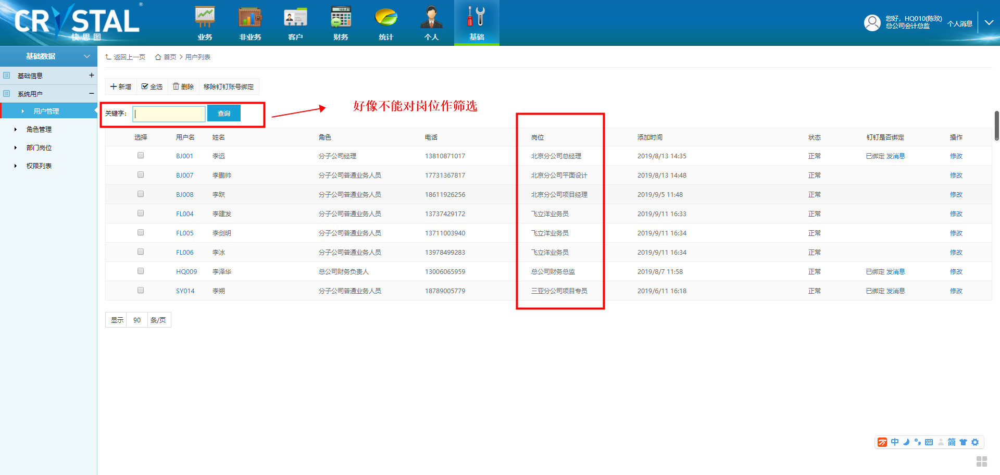 CRYSTAL ®
快思图
业务 非业务 客户 财务 统计 个人 基础
您好，HQ010(陈玟)
总公司会计总监
个人消息
基础数据
基础信息 +
系统用户 −
用户管理
角色管理
部门岗位
权限列表
返回上一页 首页 > 用户列表
新增 全选 删除 移除钉钉账号绑定
关键字： 查询
好像不能对岗位作筛选
选择 用户名 姓名 角色 电话 岗位 添加时间 状态 钉钉是否绑定 操作
BJ001 李远 分子公司经理 13810871017 北京分公司总经理 2019/8/13 14:35 正常 已绑定 发消息 修改
BJ007 李鹏帅 分子公司普通业务人员 17731367817 北京分公司平面设计 2019/8/13 14:48 正常 修改
BJ008 李跃 分子公司普通业务人员 18611926256 北京分公司项目经理 2019/9/5 11:48 正常 修改
FL004 李建发 分子公司普通业务人员 13737429172 飞立洋业务员 2019/9/11 16:33 正常 修改
FL005 李剑明 分子公司普通业务人员 13711003940 飞立洋业务员 2019/9/11 16:34 正常 修改
FL006 李冰 分子公司普通业务人员 13978499283 飞立洋业务员 2019/9/11 16:34 正常 修改
HQ009 李泽华 总公司财务负责人 13006065959 总公司财务总监 2019/8/7 11:58 正常 已绑定 发消息 修改
SY014 李朔 分子公司普通业务人员 18789005779 三亚分公司项目专员 2019/6/11 16:18 正常 已绑定 发消息 修改
显示 90 条/页
中 简